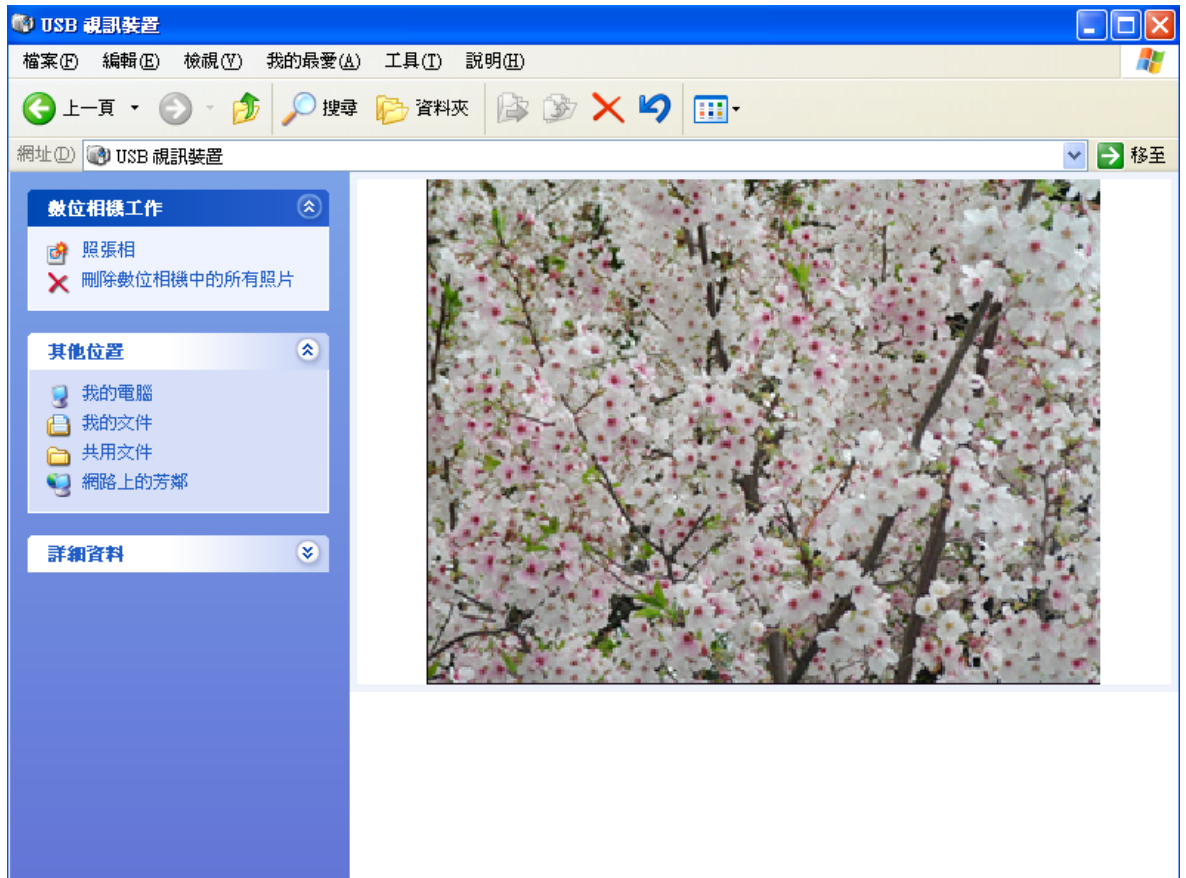 USB 視訊裝置
檔案(F) 編輯(E) 檢視(V) 我的最愛(A) 工具(T) 說明(H)
上一頁 搜尋 資料夾
網址(D) USB 視訊裝置 移至
數位相機工作
照張相
刪除數位相機中的所有照片
其他位置
我的電腦
我的文件
共用文件
網路上的芳鄰
詳細資料